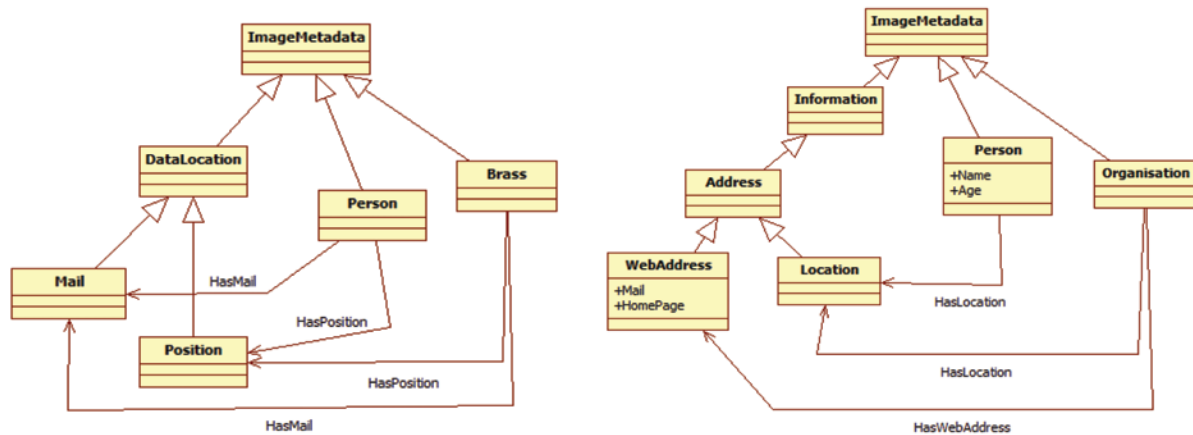 ImageMetadata
DataLocation
Brass
Person
Mail
HasMail
HasPosition
Position
HasPosition
HasMail
ImageMetadata
Information
Person
+Name
+Age
Organisation
Address
WebAddress
+Mail
+HomePage
Location
HasLocation
HasLocation
HasWebAddress